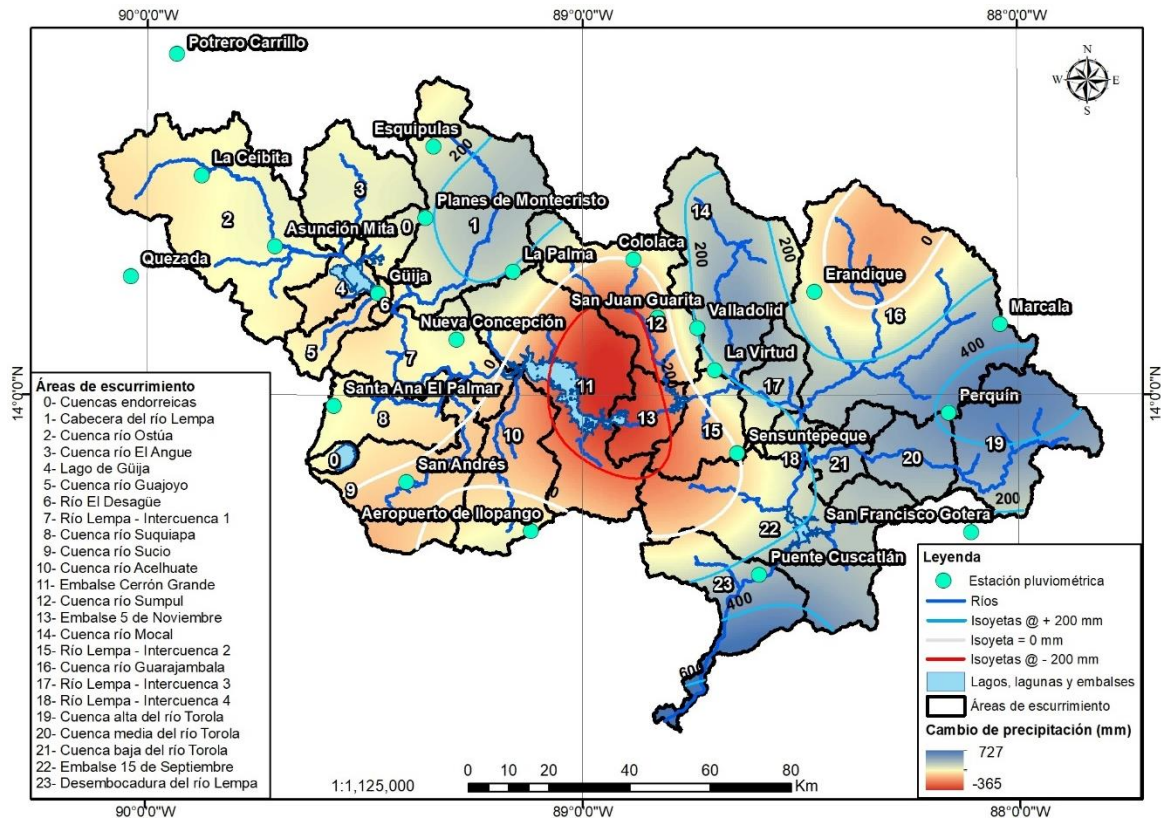 90°0'0"W
89°0'0"W
88°0'0"W
Potrero Carrillo
N
W
E
S
Esquipulas
200
La Ceibita
3
14
2
0
Planes de Montecristo
1
Asunción Mita
La Palma
Cololaca
200
200
0
Quezada
4
Güija
6
Erandique
San Juan Guarita
12
Valladolid
16
Marcala
5
7
Nueva Concepción
0
La Virtud
400
14°0'0"N
14°0'0"N
Santa Ana El Palmar
11
200
17
Perquín
8
13
15
10
Sensuntepeque
19
0
18
21
20
9
San Andrés
0
200
Aeropuerto de Ilopango
22
San Francisco Gotera
23
Puente Cuscatlán
400
600
Áreas de escurrimiento
0- Cuencas endorreicas
1- Cabecera del río Lempa
2- Cuenca río Ostúa
3- Cuenca río El Angue
4- Lago de Güija
5- Cuenca río Guajoyo
6- Río El Desagüe
7- Río Lempa - Intercuenca 1
8- Cuenca río Suquiapa
9- Cuenca río Sucio
10- Cuenca río Acelhuate
11- Embalse Cerrón Grande
12- Cuenca río Sumpul
13- Embalse 5 de Noviembre
14- Cuenca río Mocal
15- Río Lempa - Intercuenca 2
16- Cuenca río Guarajambala
17- Río Lempa - Intercuenca 3
18- Río Lempa - Intercuenca 4
19- Cuenca alta del río Torola
20- Cuenca media del río Torola
21- Cuenca baja del río Torola
22- Embalse 15 de Septiembre
23- Desembocadura del río Lempa
Leyenda
Estación pluviométrica
Ríos
Isoyetas @ + 200 mm
Isoyeta = 0 mm
Isoyetas @ - 200 mm
Lagos, lagunas y embalses
Áreas de escurrimiento
Cambio de precipitación (mm)
727
-365
1:1,125,000
0 10 20 40 60 80
Km
90°0'0"W
89°0'0"W
88°0'0"W